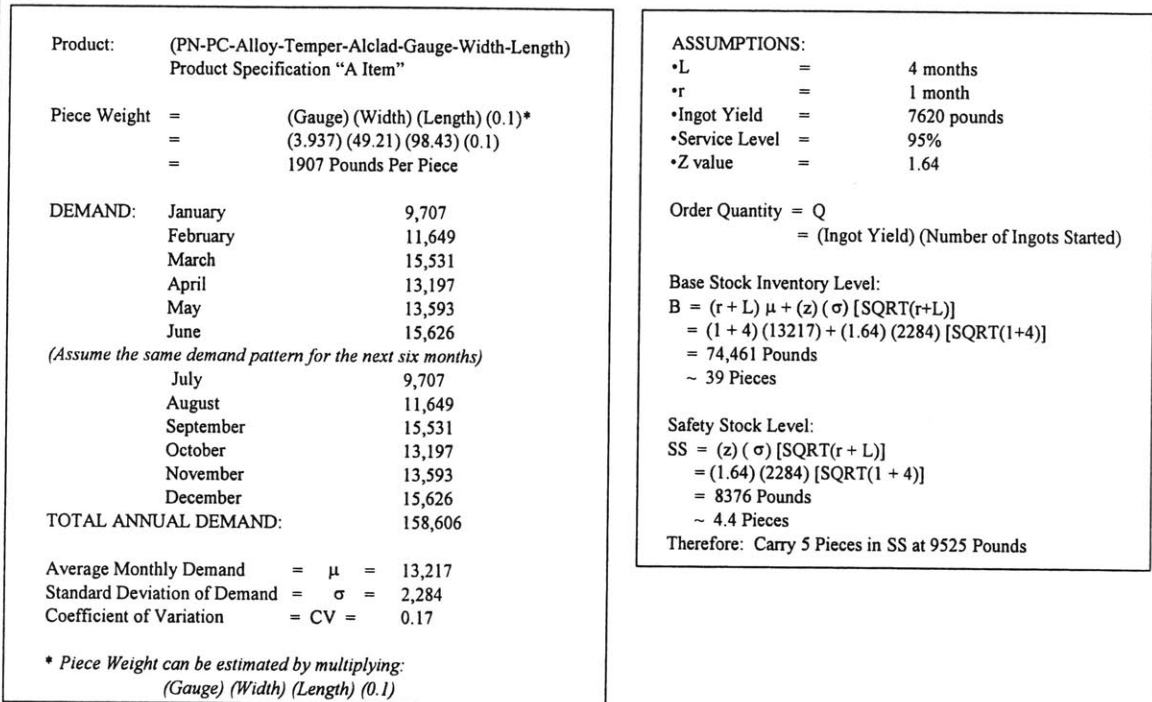 Product: (PN-PC-Alloy-Temper-Alclad-Gauge-Width-Length)
Product Specification “A Item”
Piece Weight = (Gauge) (Width) (Length) (0.1)*
= (3.937) (49.21) (98.43) (0.1)
= 1907 Pounds Per Piece
DEMAND: January 9,707
February 11,649
March 15,531
April 13,197
May 13,593
June 15,626
(Assume the same demand pattern for the next six months)
July 9,707
August 11,649
September 15,531
October 13,197
November 13,593
December 15,626
TOTAL ANNUAL DEMAND: 158,606
Average Monthly Demand = μ = 13,217
Standard Deviation of Demand = σ = 2,284
Coefficient of Variation = CV = 0.17
* Piece Weight can be estimated by multiplying:
(Gauge) (Width) (Length) (0.1)
ASSUMPTIONS:
•L = 4 months
•r = 1 month
•Ingot Yield = 7620 pounds
•Service Level = 95%
•Z value = 1.64
Order Quantity = Q
= (Ingot Yield) (Number of Ingots Started)
Base Stock Inventory Level:
B = (r + L) μ + (z) ( σ) [SQRT(r+L)]
= (1 + 4) (13217) + (1.64) (2284) [SQRT(1+4)]
= 74,461 Pounds
~ 39 Pieces
Safety Stock Level:
SS = (z) ( σ) [SQRT(r + L)]
= (1.64) (2284) [SQRT(1 + 4)]
= 8376 Pounds
~ 4.4 Pieces
Therefore: Carry 5 Pieces in SS at 9525 Pounds